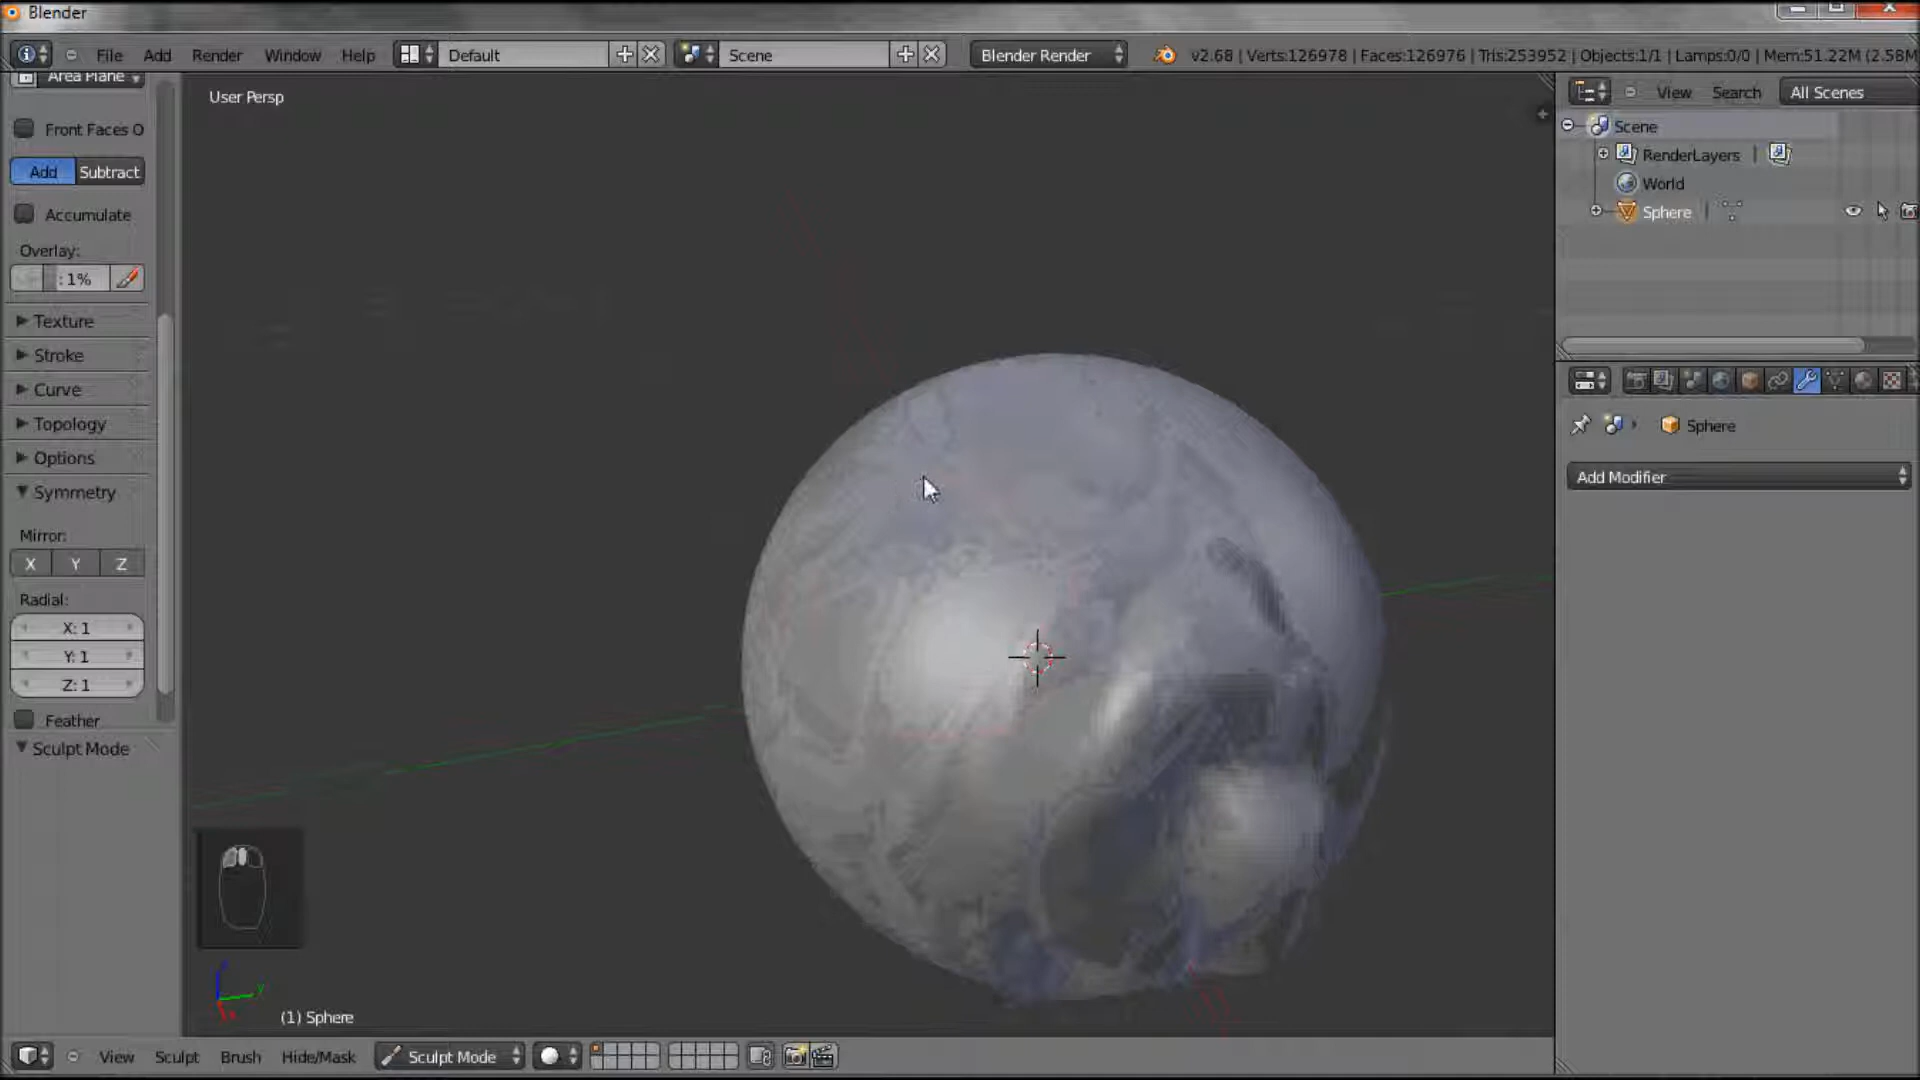 Blender
File Add Render Window Help Default Scene Blender Render v2.68 | Verts:126978 | Faces:126976 | Tris:253952 | Objects:1/1 | Lamps:0/0 | Mem:51.22M (2.58M
Area Plane
User Persp
Front Faces O
Add Subtract
Accumulate
Overlay:
: 1%
Texture
Stroke
Curve
Topology
Options
Symmetry
Mirror:
X Y Z
Radial:
X: 1
Y: 1
Z: 1
Feather
Sculpt Mode
View Search All Scenes
Scene
RenderLayers
World
Sphere
Sphere
Add Modifier
z
y
x
(1) Sphere
View Sculpt Brush Hide/Mask Sculpt Mode